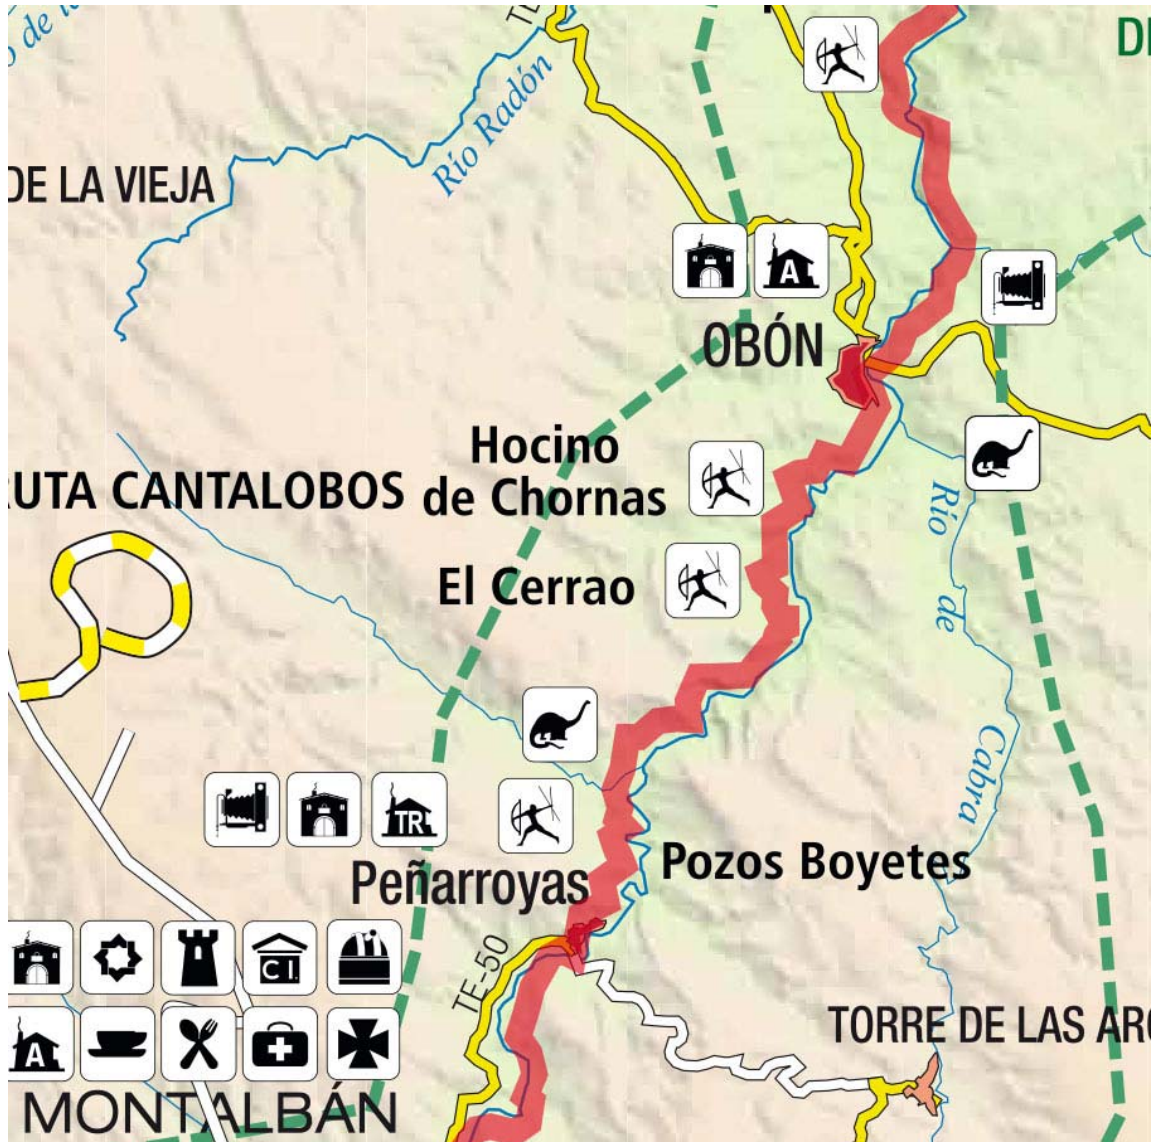 Río Radón
DE LA VIEJA
A
OBÓN
Hocino
de Chornas
RUTA CANTALOBOS
El Cerrao
Río de Cabra
TR
Peñarroyas
Pozos Boyetes
TE-50
C I.
A
TORRE DE LAS
MONTALBÁN